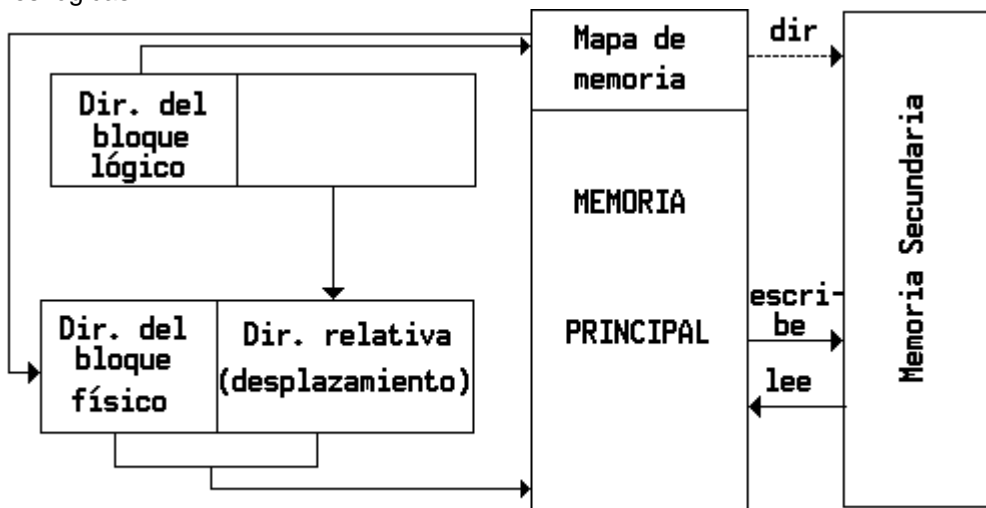 Mapa de
memoria
dir
Dir. del
bloque
lógico
MEMORIA
PRINCIPAL
escri-
be
lee
Memoria Secundaria
Dir. del
bloque
físico
Dir. relativa
(desplazamiento)